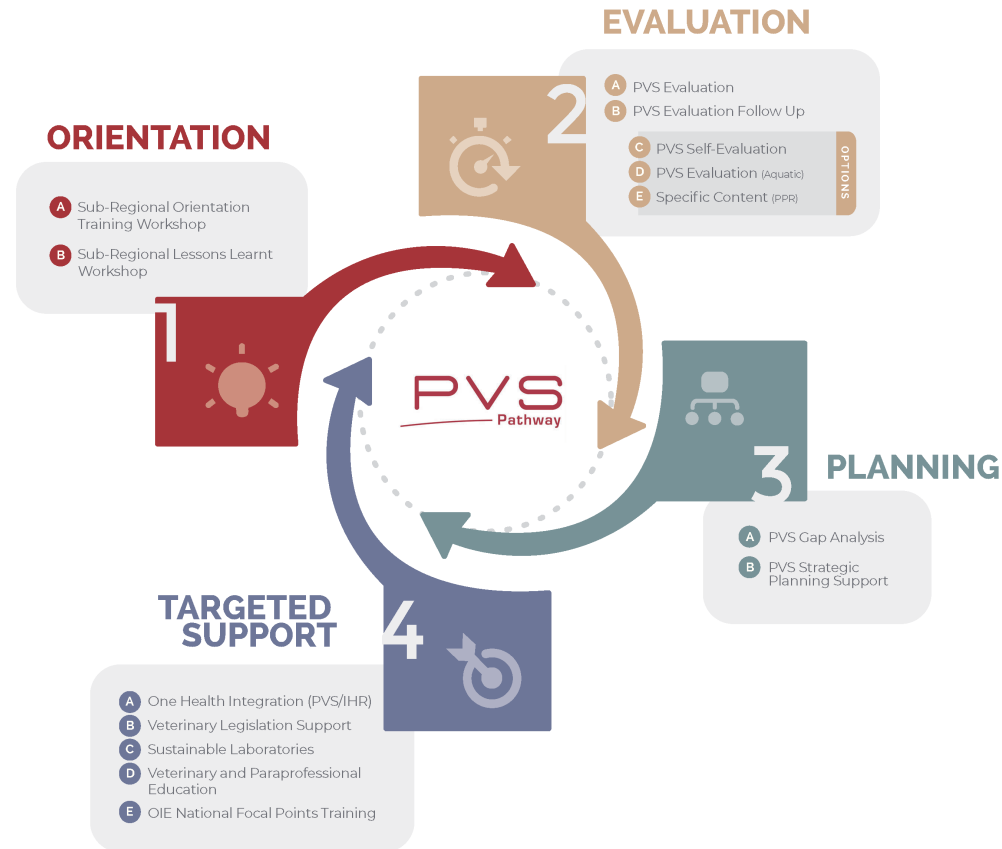 EVALUATION
2
A PVS Evaluation
B PVS Evaluation Follow Up
C PVS Self-Evaluation
D PVS Evaluation (Aquatic)
E Specific Content (PPR)
OPTIONS
ORIENTATION
A Sub-Regional Orientation
Training Workshop
B Sub-Regional Lessons Learnt
Workshop
1
PVS
Pathway
3
PLANNING
A PVS Gap Analysis
B PVS Strategic
Planning Support
TARGETED
SUPPORT
4
A One Health Integration (PVS/IHR)
B Veterinary Legislation Support
C Sustainable Laboratories
D Veterinary and Paraprofessional
Education
E OIE National Focal Points Training